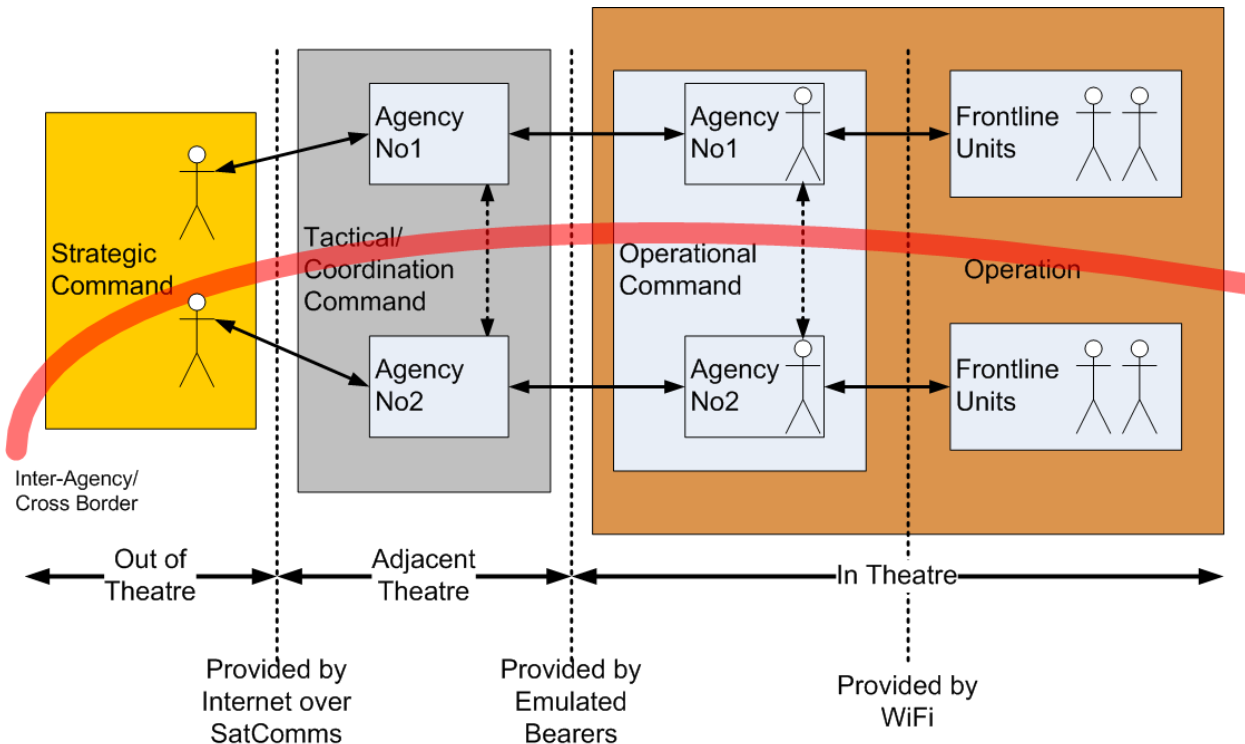 Agency
No1
Agency
No1
Frontline
Units
Strategic
Command
Tactical/
Coordination
Command
Operational
Command
Operation
Agency
No2
Agency
No2
Frontline
Units
Inter-Agency/
Cross Border
Out of
Theatre
Adjacent
Theatre
In Theatre
Provided by
Internet over
SatComms
Provided by
Emulated
Bearers
Provided by
WiFi